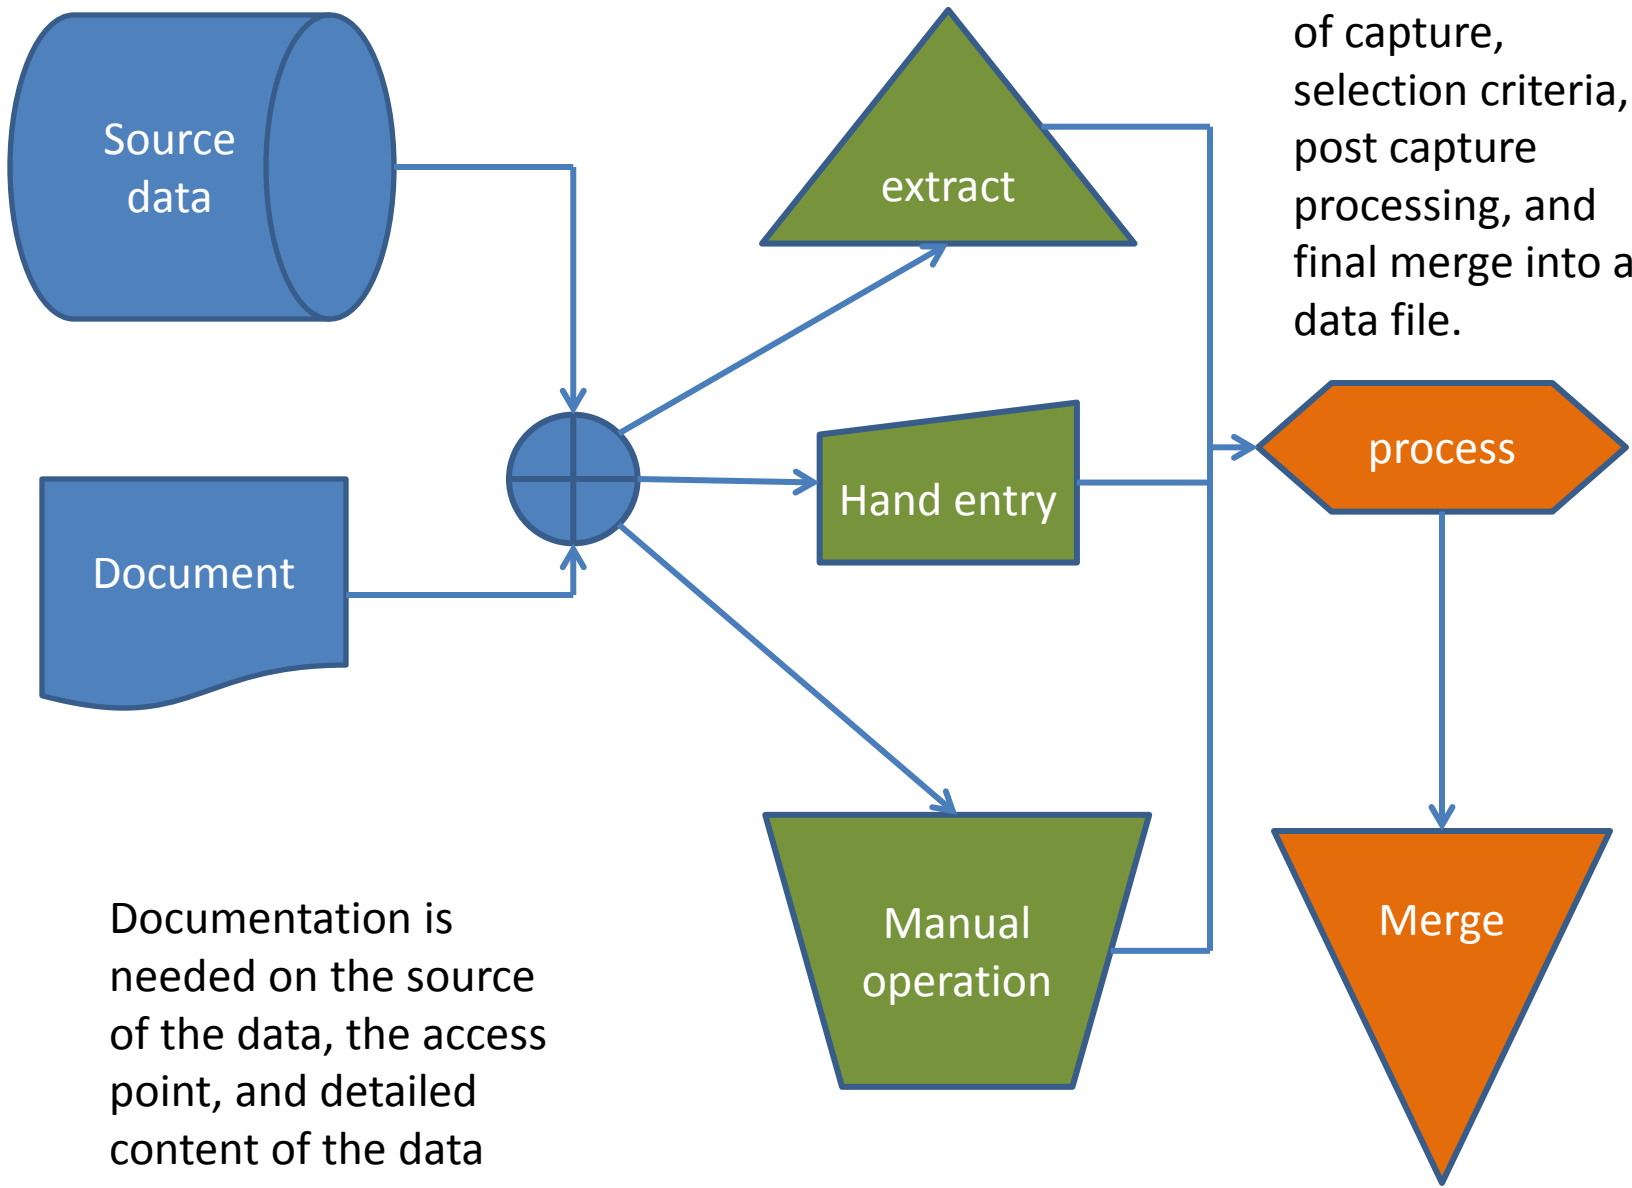 Source
data
Document
extract
Hand entry
Manual
operation
of capture,
selection criteria,
post capture
processing, and
final merge into a
data file.
process
Merge
Documentation is
needed on the source
of the data, the access
point, and detailed
content of the data